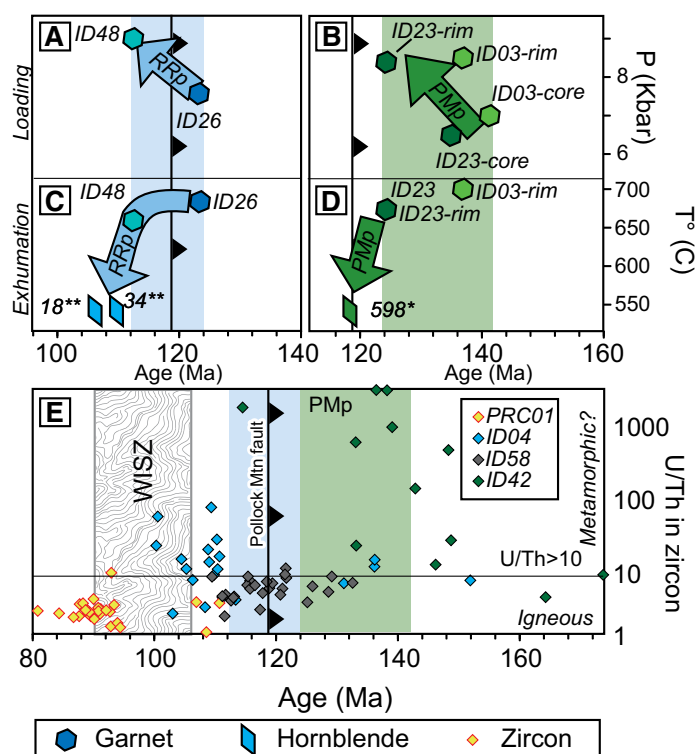 A
ID48
RRp
ID26
Loading
B
ID23-rim
ID03-rim
PMp
ID03-core
ID23-core
8
6
P (Kbar)
C
ID48
ID26
RRp
18**
34**
Exhumation
D
ID23
ID23-rim
ID03-rim
PMp
598*
700
650
600
550
T° (C)
100
120
140
Age (Ma)
120
140
160
Age (Ma)
E
WISZ
Pollock Mtn fault
PMp
PRC01
ID04
ID58
ID42
Metamorphic?
U/Th>10
Igneous
1000
100
10
1
U/Th in zircon
80
100
120
140
160
Age (Ma)
Garnet
Hornblende
Zircon